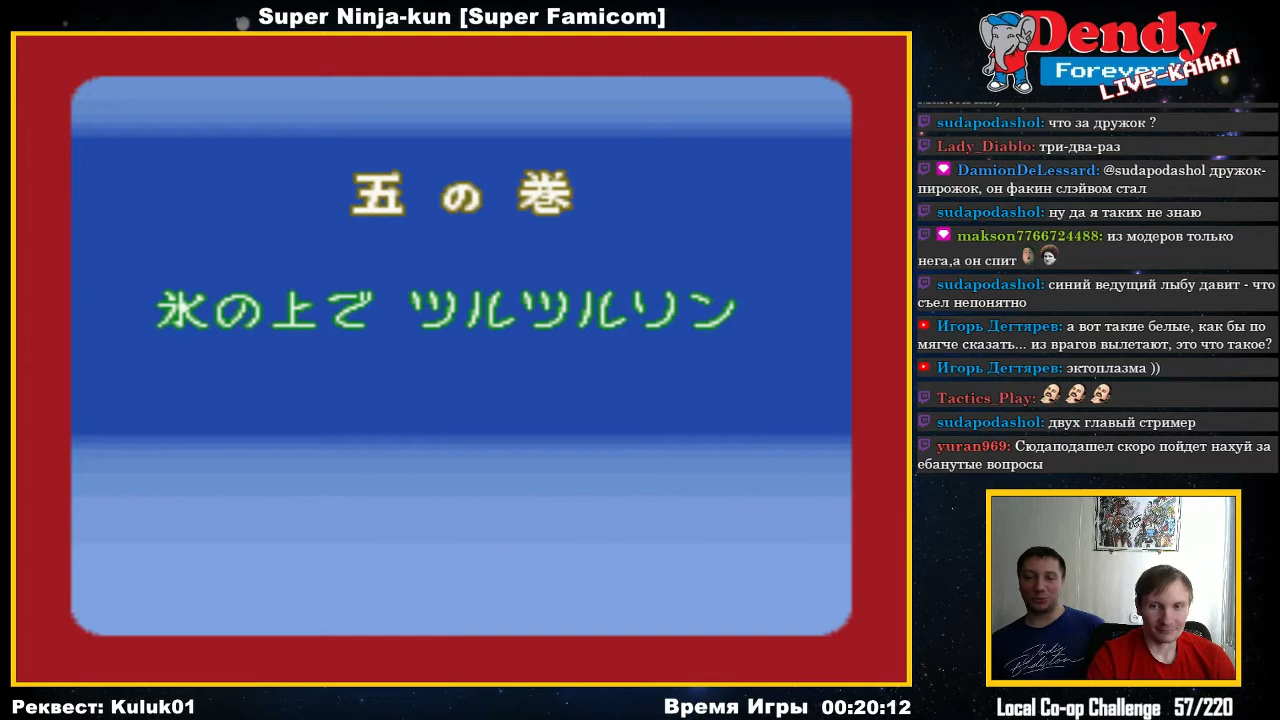 Super Ninja-kun [Super Famicom]
Dendy
Forever!
LIVE-КАНАЛ
五 の 巻
氷の上で ツルツルリン
sudapodashol: что за дружок ?
Lady_Diablo: три-два-раз
DamionDeLessard: @sudapodashol дружок-
пирожок, он факин слэйвом стал
sudapodashol: ну да я таких не знаю
makson7766724488: из модеров только
нега,а он спит
sudapodashol: синий ведущий лыбу давит - что
съел непонятно
Игорь Дегтярев: а вот такие белые, как бы по
мягче сказать... из врагов вылетают, это что такое?
Игорь Дегтярев: эктоплазма ))
Tactics_Play:
sudapodashol: двух главый стример
yuran969: Сюдаподашел скоро пойдет нахуй за
ебанутые вопросы
Реквест: Kuluk01
Время Игры 00:20:12
Local Co-op Challenge 57/220